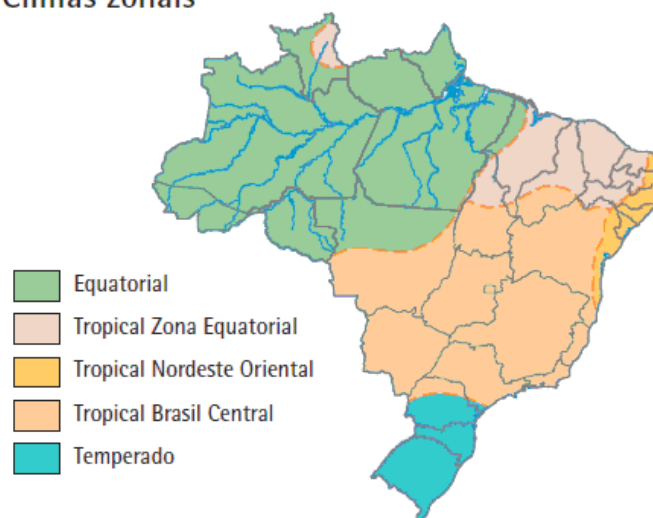 Climas zonais
Equatorial
Tropical Zona Equatorial
Tropical Nordeste Oriental
Tropical Brasil Central
Temperado